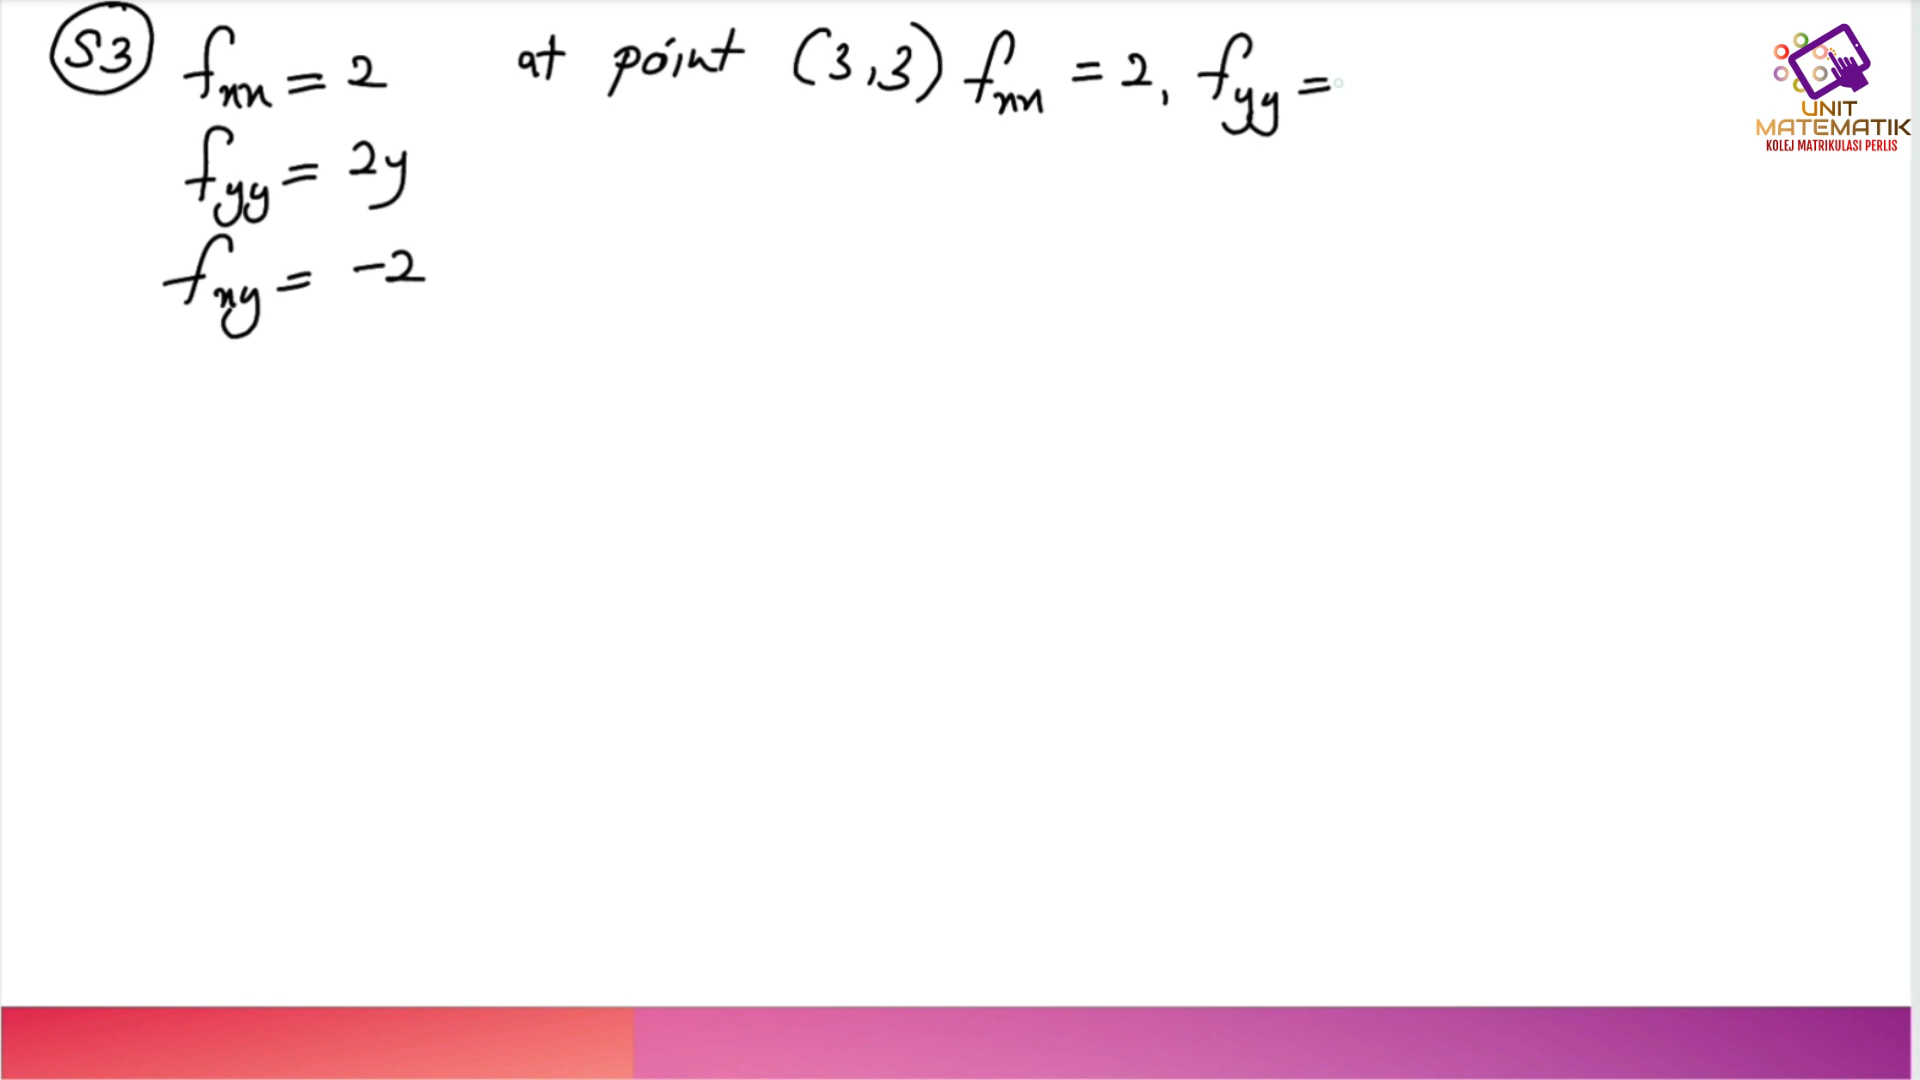 S3 fxx = 2 at point (3,3) fxx = 2, fyy =
fyy = 2y
fxy = -2
UNIT
MATEMATIK
KOLEJ MATRIKULASI PERLIS